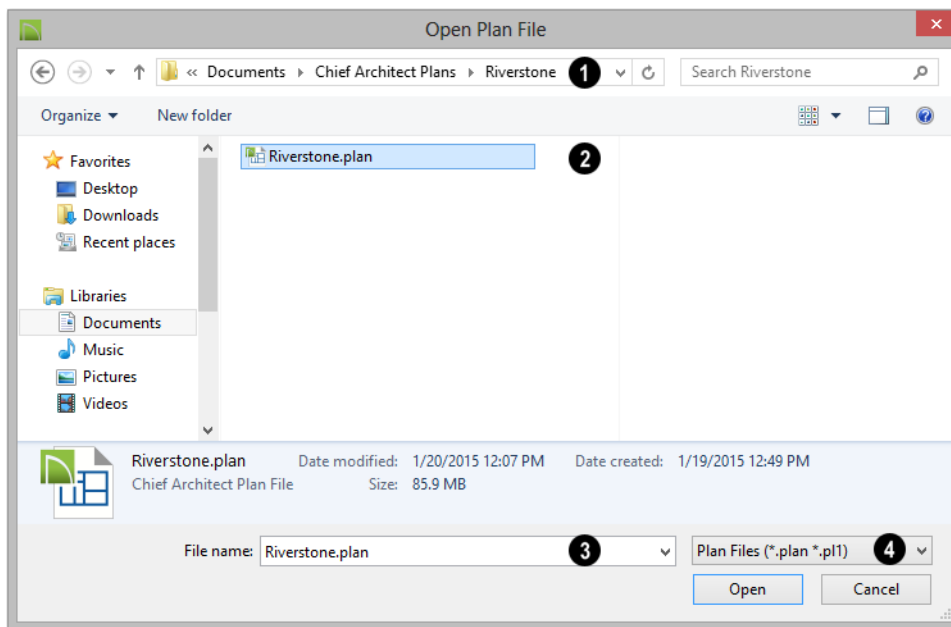 Open Plan File
« Documents Chief Architect Plans Riverstone 1 Search Riverstone
Organize New folder
Favorites
Desktop
Downloads
Recent places
Libraries
Documents
Music
Pictures
Videos
Riverstone.plan 2
Riverstone.plan Date modified: 1/20/2015 12:07 PM Date created: 1/19/2015 12:49 PM
Chief Architect Plan File Size: 85.9 MB
File name: Riverstone.plan 3 Plan Files (*.plan *.pl1) 4
Open Cancel